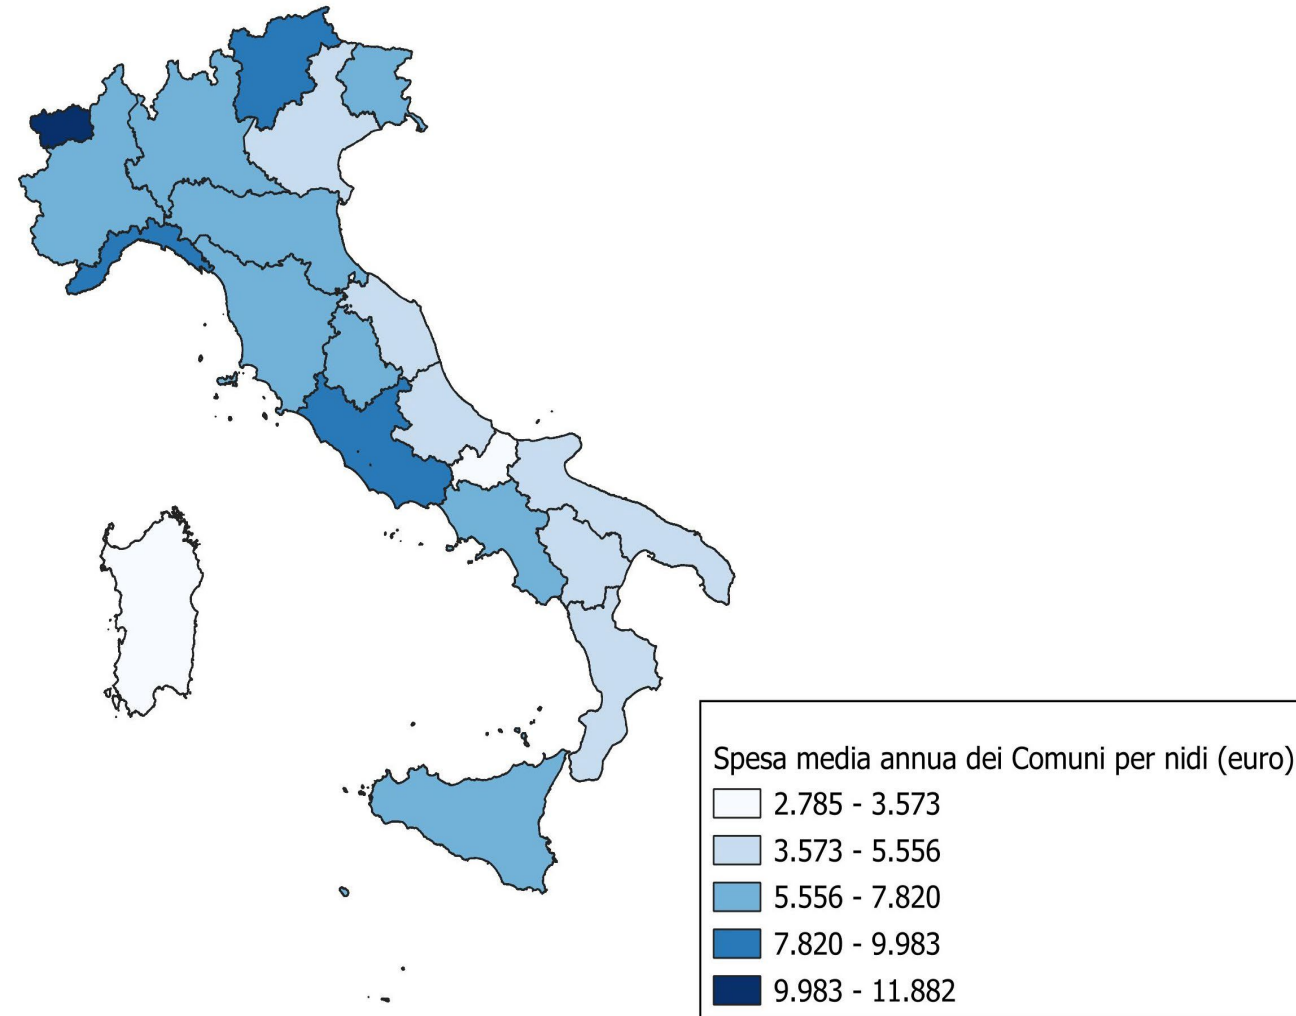 Spesa media annua dei Comuni per nidi (euro)
2.785 - 3.573
3.573 - 5.556
5.556 - 7.820
7.820 - 9.983
9.983 - 11.882